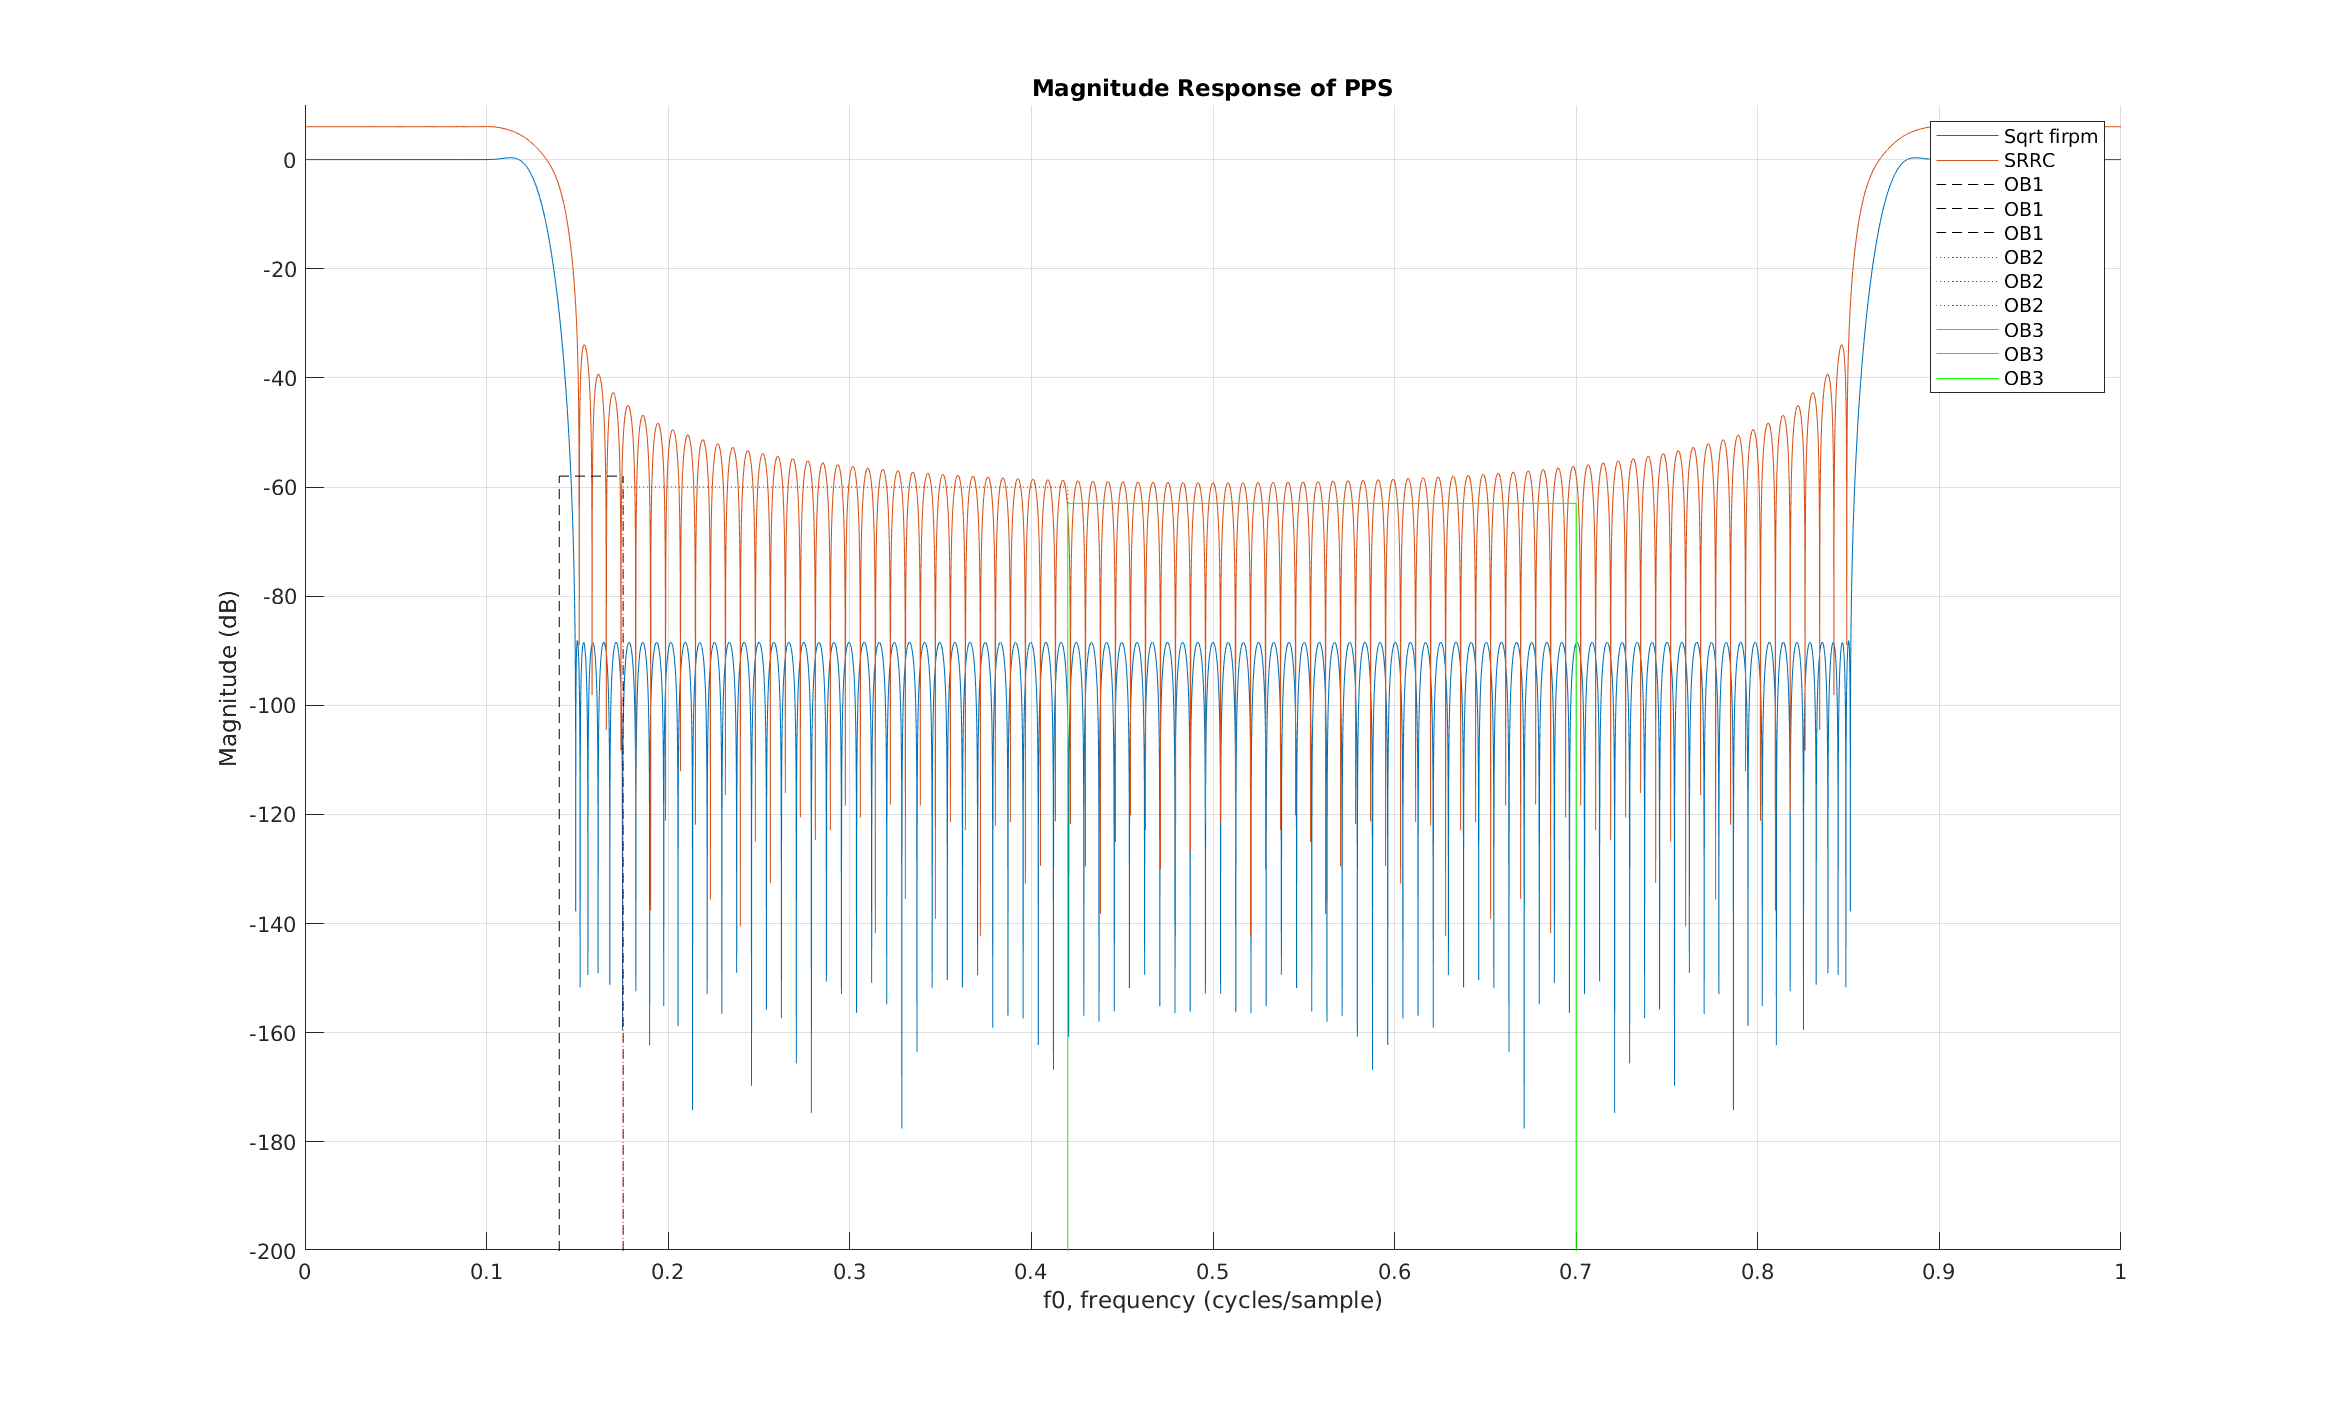 Magnitude Response of PPS
Sqrt firpm
SRRC
OB1
OB1
OB1
OB2
OB2
OB2
OB3
OB3
OB3
0
-20
-40
-60
-80
-100
-120
-140
-160
-180
-200
Magnitude (dB)
0 0.1 0.2 0.3 0.4 0.5 0.6 0.7 0.8 0.9 1
f0, frequency (cycles/sample)